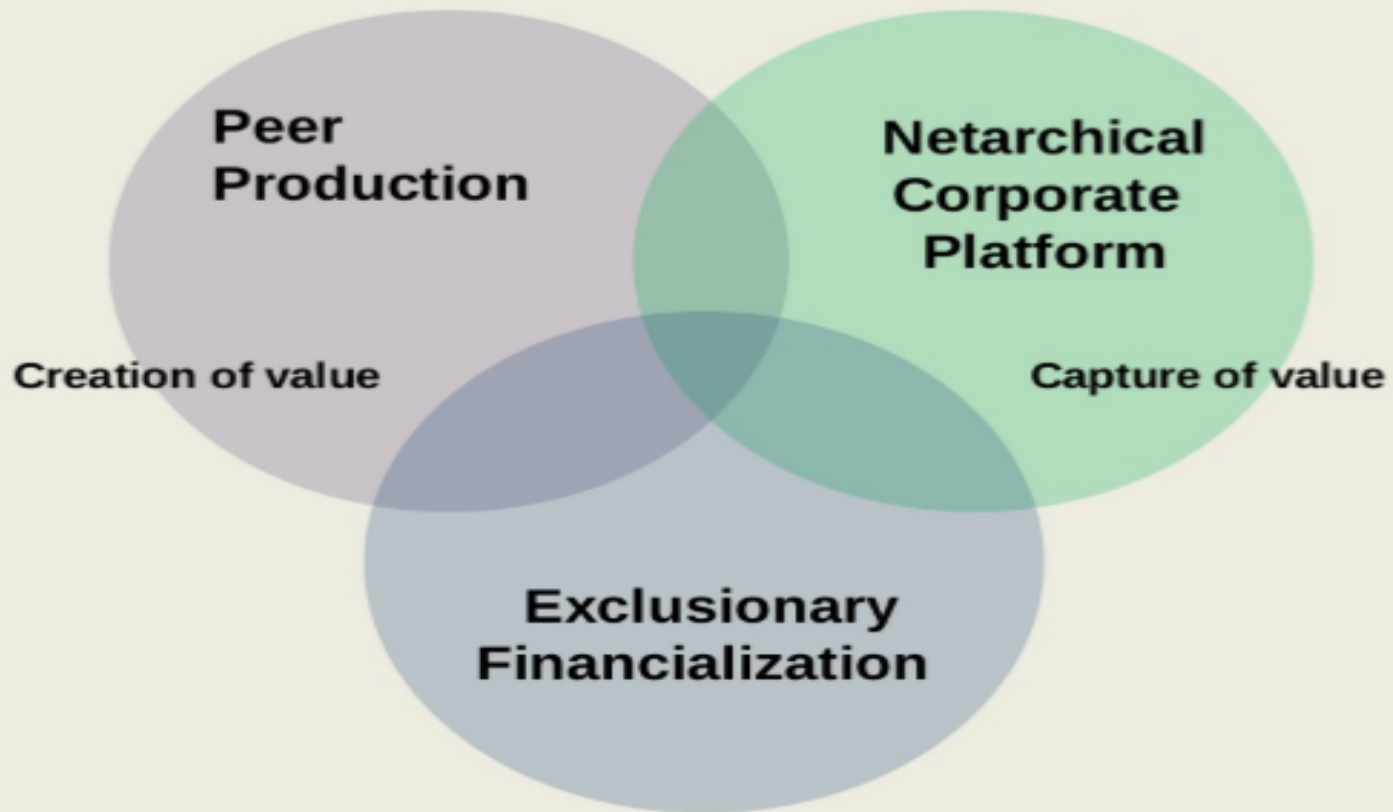 Peer
Production
Netarchical
Corporate
Platform
Creation of value
Capture of value
Exclusionary
Financialization